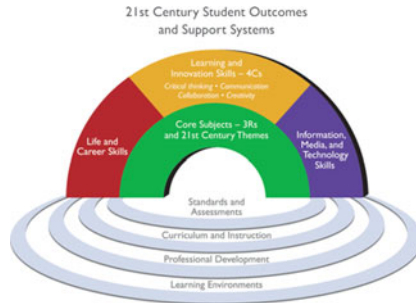 21st Century Student Outcomes
and Support Systems
Learning and
Innovation Skills – 4Cs
Critical thinking • Communication
Collaboration • Creativity
Core Subjects – 3Rs
and 21st Century Themes
Life and
Career Skills
Information,
Media, and
Technology
Skills
Standards and
Assessments
Curriculum and Instruction
Professional Development
Learning Environments